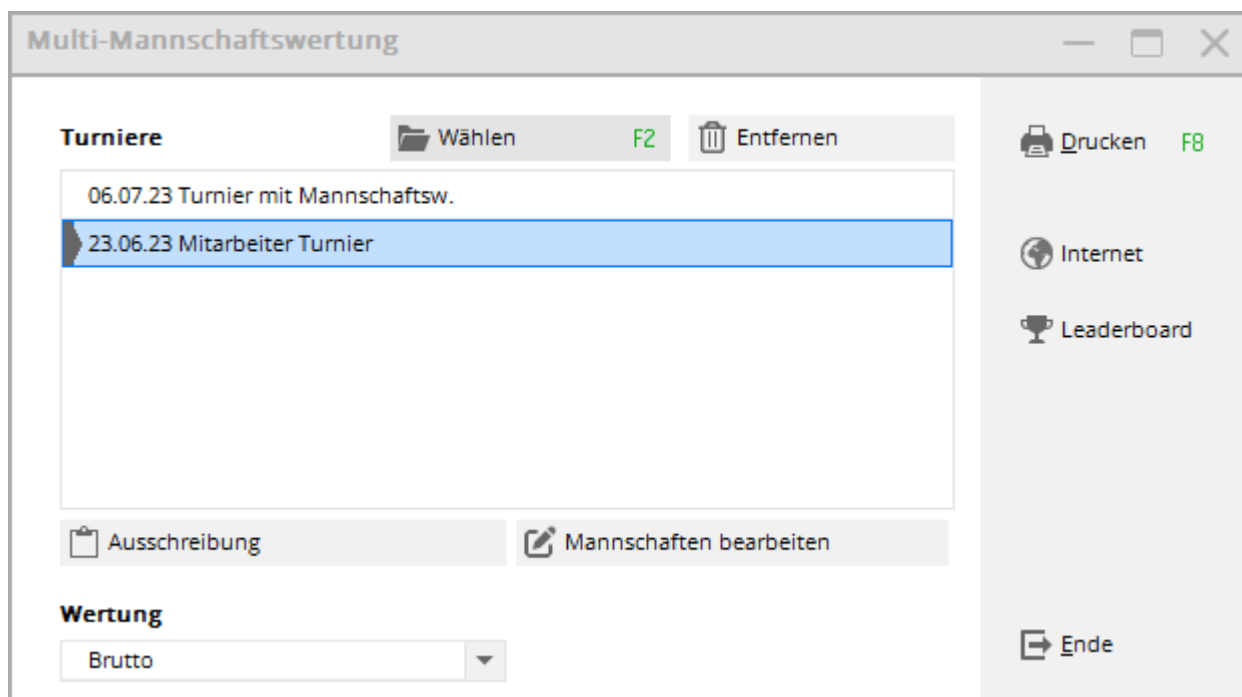 Multi-Mannschaftswertung
Turniere
Wählen F2
Entfernen
06.07.23 Turnier mit Mannschaftsw.
23.06.23 Mitarbeiter Turnier
Ausschreibung
Mannschaften bearbeiten
Wertung
Brutto
Drucken F8
Internet
Leaderboard
Ende